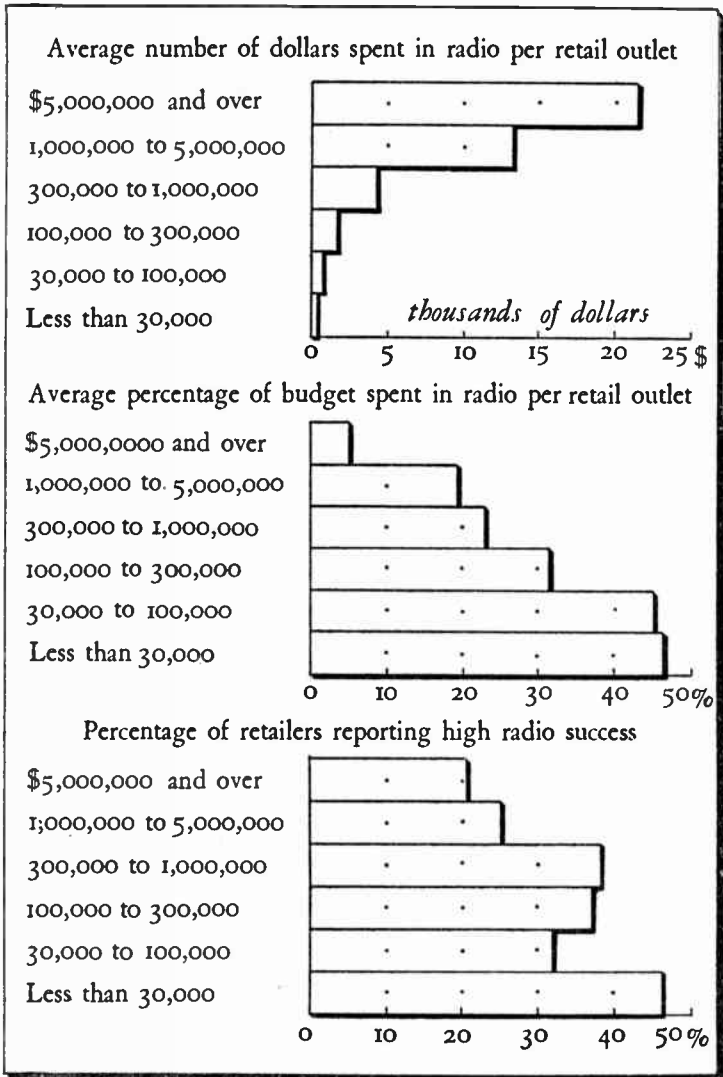 Average number of dollars spent in radio per retail outlet
$5,000,000 and over
1,000,000 to 5,000,000
300,000 to 1,000,000
100,000 to 300,000
30,000 to 100,000
Less than 30,000
thousands of dollars
0 5 10 15 20 25 $
Average percentage of budget spent in radio per retail outlet
$5,000,0000 and over
1,000,000 to 5,000,000
300,000 to 1,000,000
100,000 to 300,000
30,000 to 100,000
Less than 30,000
0 10 20 30 40 50%
Percentage of retailers reporting high radio success
$5,000,000 and over
1;000,000 to 5,000,000
300,000 to 1,000,000
100,000 to 300,000
30,000 to 100,000
Less than 30,000
0 10 20 30 40 50%